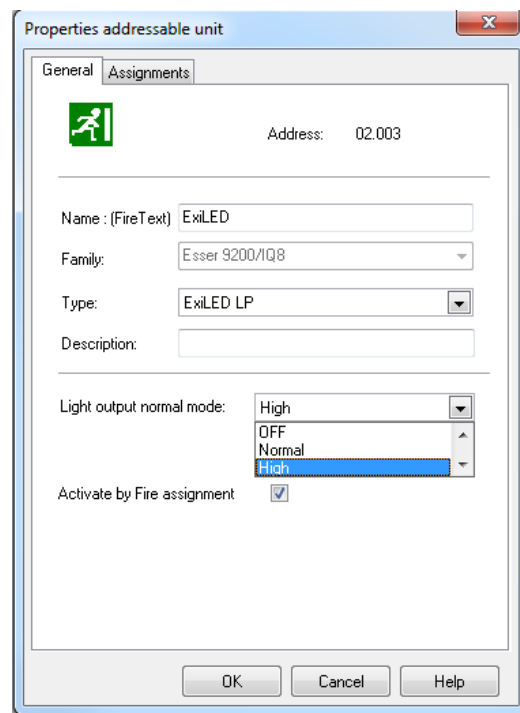 Properties addressable unit
General Assignments
Address: 02.003
Name : (FireText) ExiLED
Family: Esser 9200/IQ8
Type: ExiLED LP
Description:
Light output normal mode: High
OFF
Normal
High
Activate by Fire assignment
OK Cancel Help